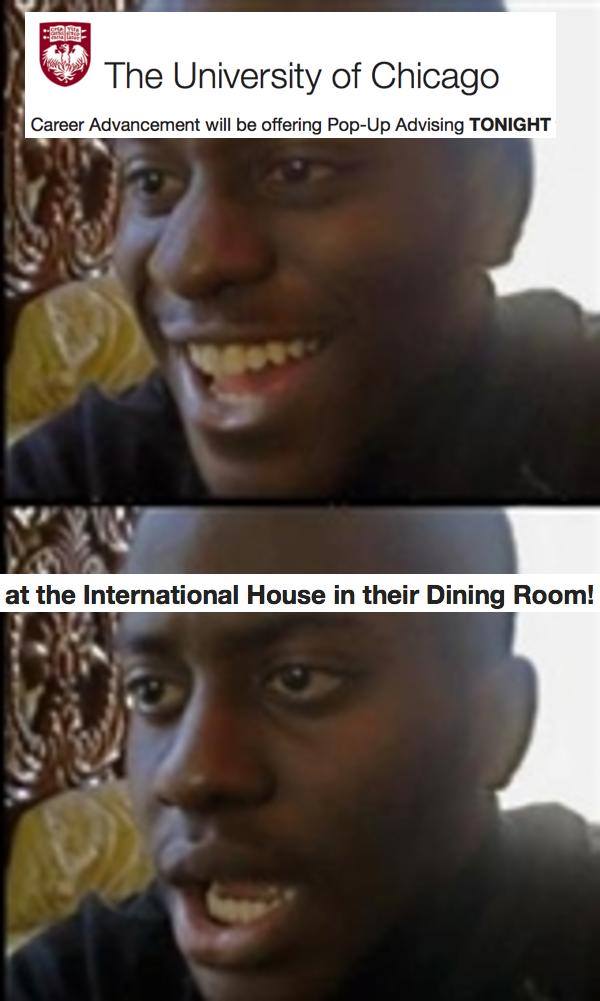 The University of Chicago
Career Advancement will be offering Pop-Up Advising TONIGHT
at the International House in their Dining Room!